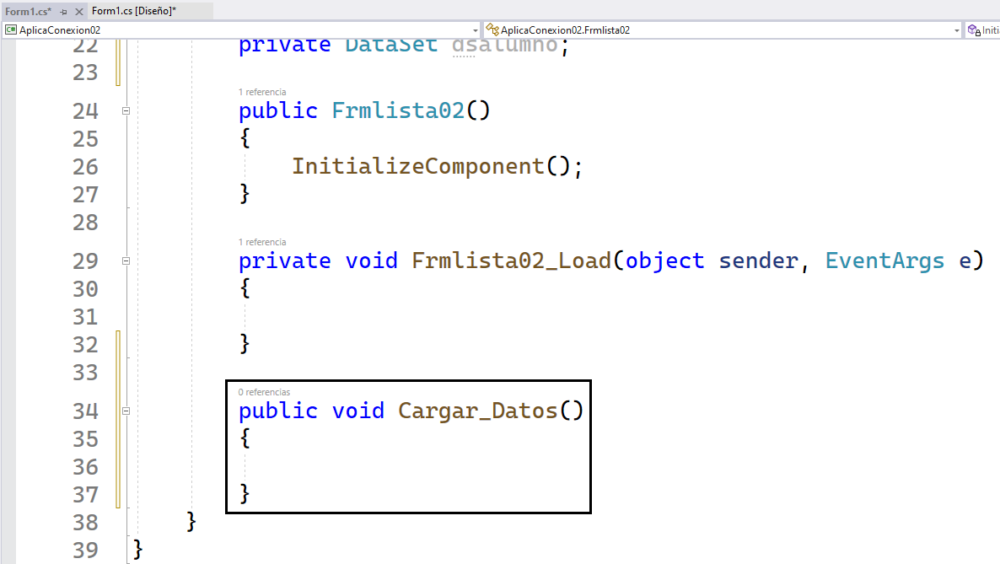 Form1.cs* Form1.cs [Diseño]*
C# AplicaConexion02 AplicaConexion02.Frmlista02 Initi
22 private DataSet dsalumno;
23
1 referencia
24 public Frmlista02()
25 {
26 InitializeComponent();
27 }
28
1 referencia
29 private void Frmlista02_Load(object sender, EventArgs e)
30 {
31
32 }
33
0 referencias
34 public void Cargar_Datos()
35 {
36
37 }
38 }
39 }